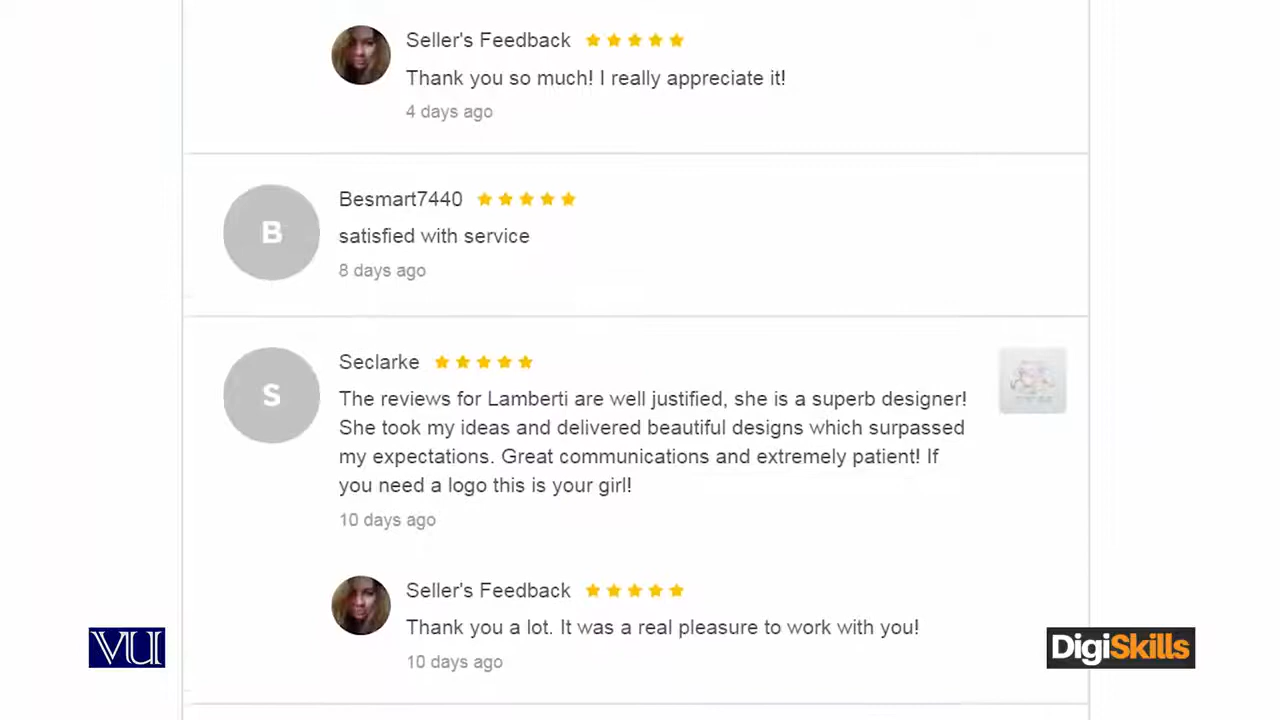 Seller's Feedback
Thank you so much! I really appreciate it!
4 days ago
B
Besmart7440
satisfied with service
8 days ago
S
Seclarke
The reviews for Lamberti are well justified, she is a superb designer!
She took my ideas and delivered beautiful designs which surpassed
my expectations. Great communications and extremely patient! If
you need a logo this is your girl!
10 days ago
Seller's Feedback
Thank you a lot. It was a real pleasure to work with you!
10 days ago
VU
DigiSkills